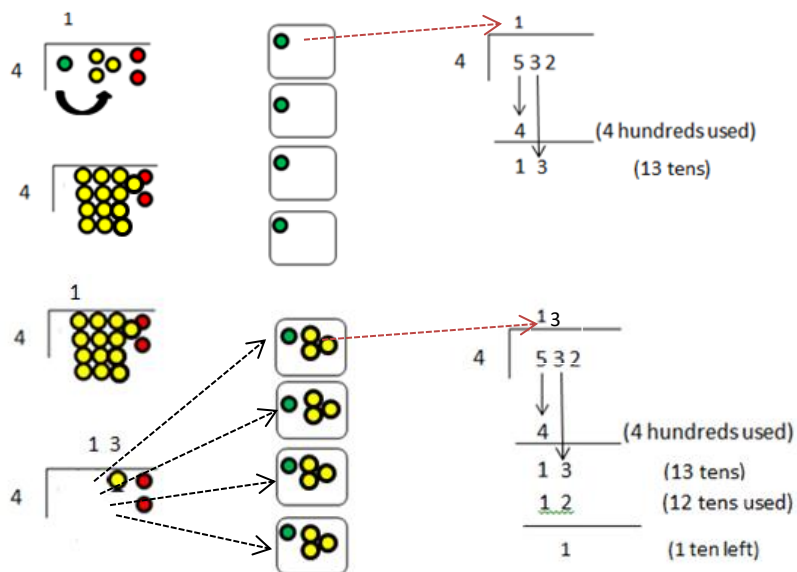 1
4
4
1
4
5 3 2
4 (4 hundreds used)
1 3 (13 tens)
1
4
1 3
4
1 3
4
5 3 2
4 (4 hundreds used)
1 3 (13 tens)
1 2 (12 tens used)
1 (1 ten left)